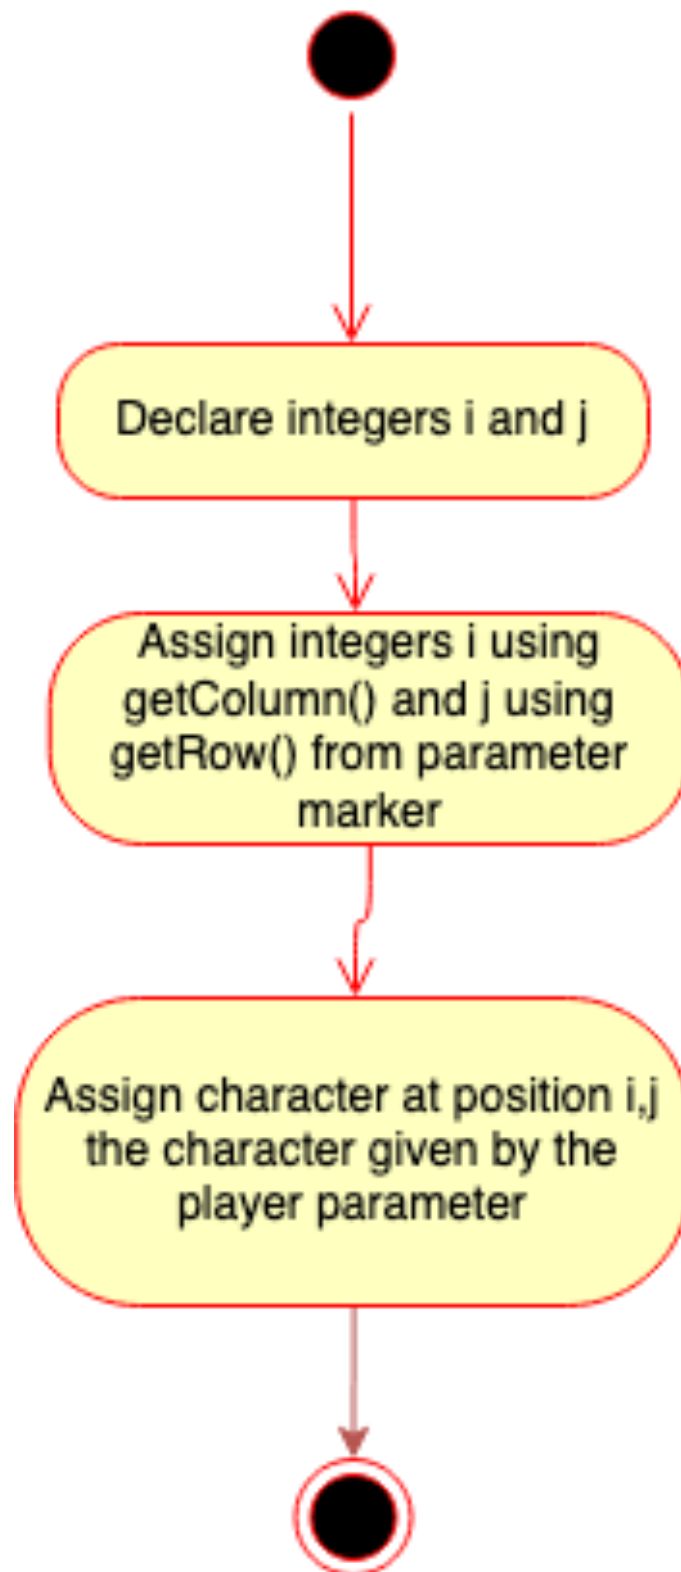 Declare integers i and j
Assign integers i using
getColumn() and j using
getRow() from parameter
marker
Assign character at position i,j
the character given by the
player parameter